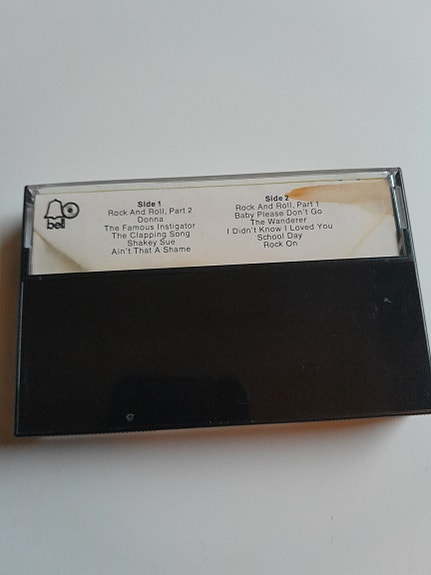 bell
Side 1
Rock And Roll, Part 2
Donna
The Famous Instigator
The Clapping Song
Shakey Sue
Ain't That A Shame
Side 2
Rock And Roll, Part 1
Baby Please Don't Go
The Wanderer
I Didn't Know I Loved You
School Day
Rock On